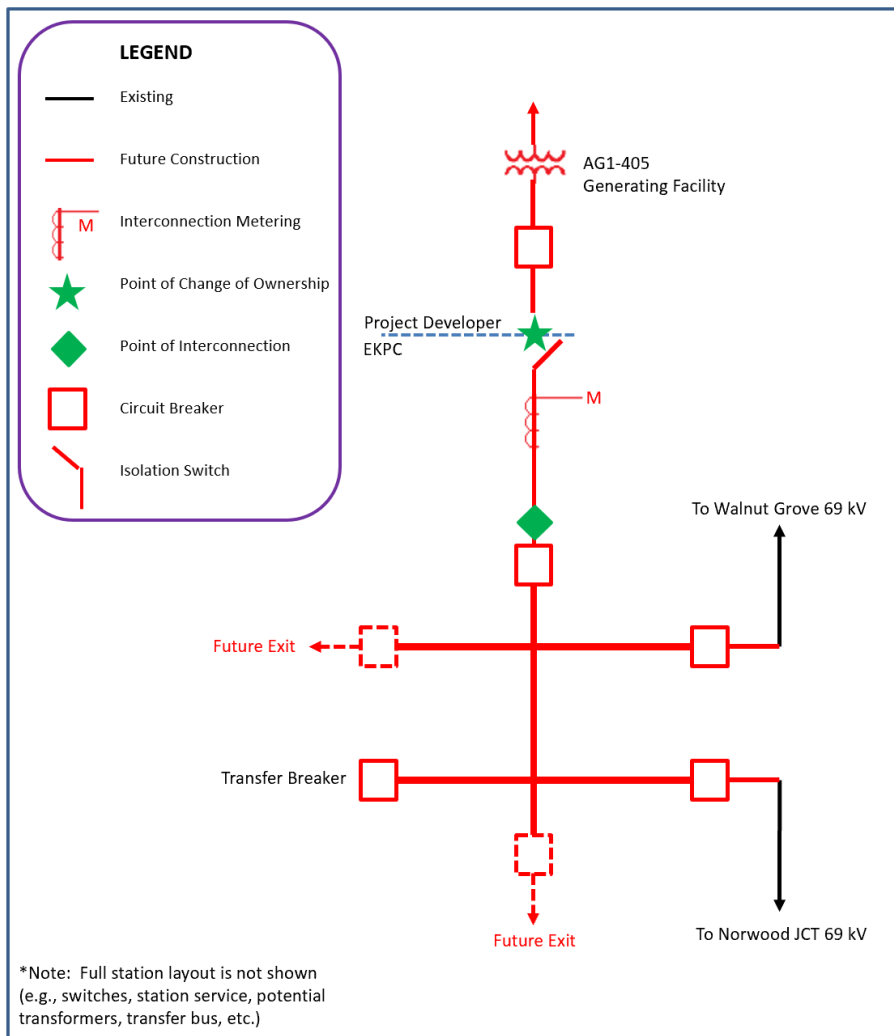 LEGEND
Existing
Future Construction
M
Interconnection Metering
Point of Change of Ownership
Point of Interconnection
Circuit Breaker
Isolation Switch
AG1-405
Generating Facility
Project Developer
EKPC
M
To Walnut Grove 69 kV
Future Exit
Transfer Breaker
Future Exit
To Norwood JCT 69 kV
*Note:  Full station layout is not shown
(e.g., switches, station service, potential
transformers, transfer bus, etc.)